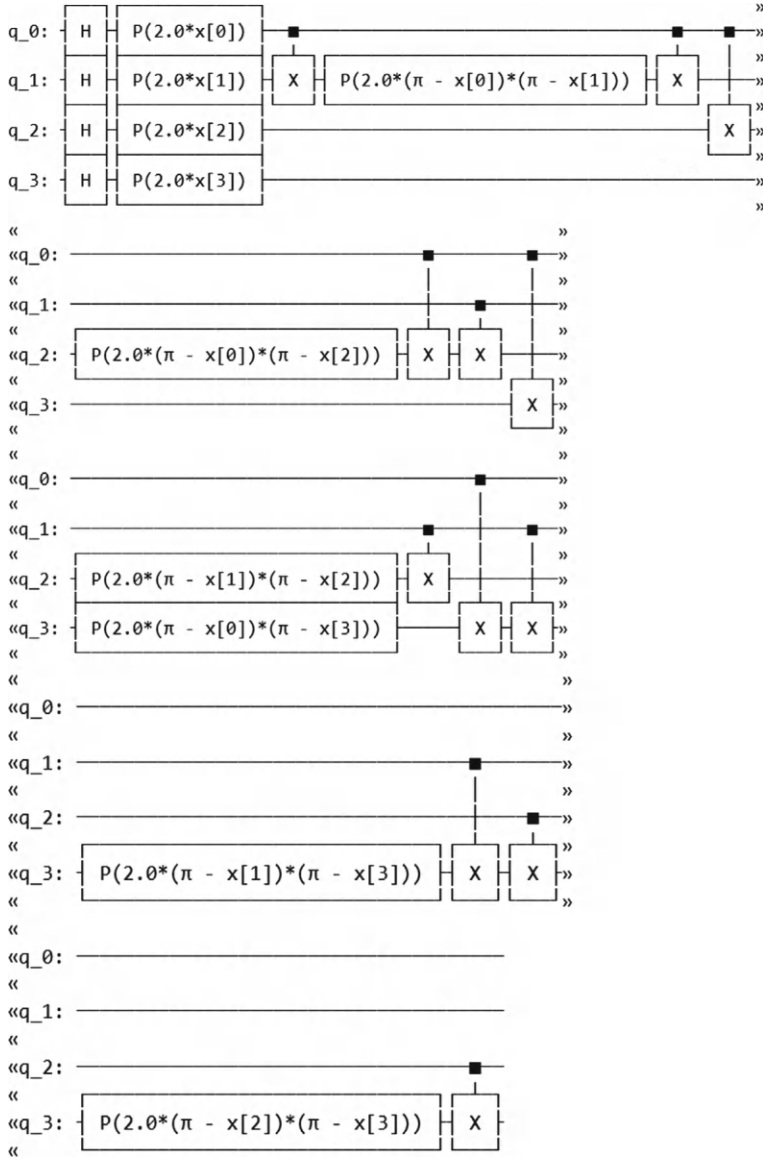 »
q_0: H P(2.0*x[0]) »
»
q_1: H P(2.0*x[1]) X P(2.0*(π - x[0])*(π - x[1])) X »
»
q_2: H P(2.0*x[2]) X »
»
q_3: H P(2.0*x[3]) »
»
« »
«q_0: »
« »
«q_1: »
« »
«q_2: P(2.0*(π - x[0])*(π - x[2])) X X »
« »
«q_3: X »
« »
« »
«q_0: »
« »
«q_1: »
« »
«q_2: P(2.0*(π - x[1])*(π - x[2])) X »
« »
«q_3: P(2.0*(π - x[0])*(π - x[3])) X X »
« »
« »
«q_0: »
« »
«q_1: »
« »
«q_2: »
« »
«q_3: P(2.0*(π - x[1])*(π - x[3])) X X »
« »
«
«q_0:
«
«q_1:
«
«q_2:
«
«q_3: P(2.0*(π - x[2])*(π - x[3])) X
«